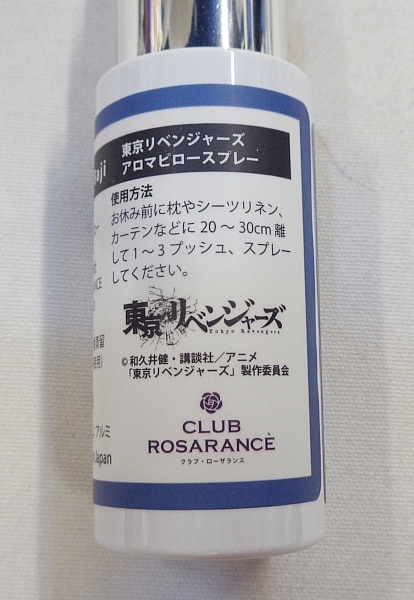 aji
東京リベンジャーズ
アロマピロースプレー
使用方法
お休み前に枕やシーツリネン、
カーテンなどに 20 ～ 30cm 離
して 1 ～ 3 プッシュ、スプレー
してください。
東京リベンジャーズ
Tokyo Revengers
© 和久井健・講談社／アニメ
「東京リベンジャーズ」製作委員会
CLUB
ROSARANCÈ
クラブ・ローザランス
アルミ
Japan